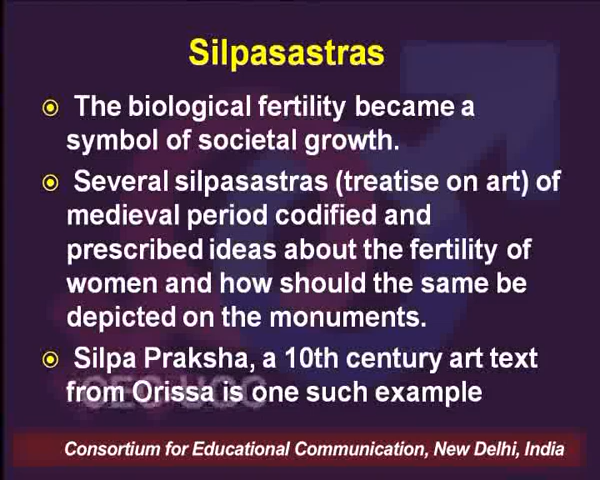 Silpasastras
The biological fertility became a
symbol of societal growth.
Several silpasastras (treatise on art) of
medieval period codified and
prescribed ideas about the fertility of
women and how should the same be
depicted on the monuments.
Silpa Praksha, a 10th century art text
from Orissa is one such example
CEC UGC
Consortium for Educational Communication, New Delhi, India